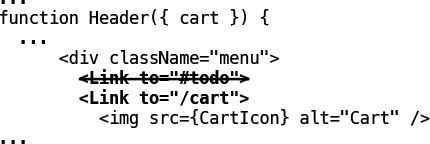 ...
function Header({ cart }) {
...
<div className="menu">
<Link to="#todo">
<Link to="/cart">
<img src={CartIcon} alt="Cart" />
...